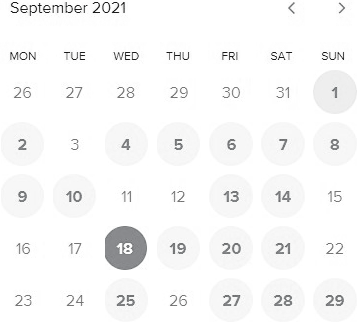 September 2021 < >
MON TUE WED THU FRI SAT SUN
26 27 28 29 30 31 1
2 3 4 5 6 7 8
9 10 11 12 13 14 15
16 17 18 19 20 21 22
23 24 25 26 27 28 29